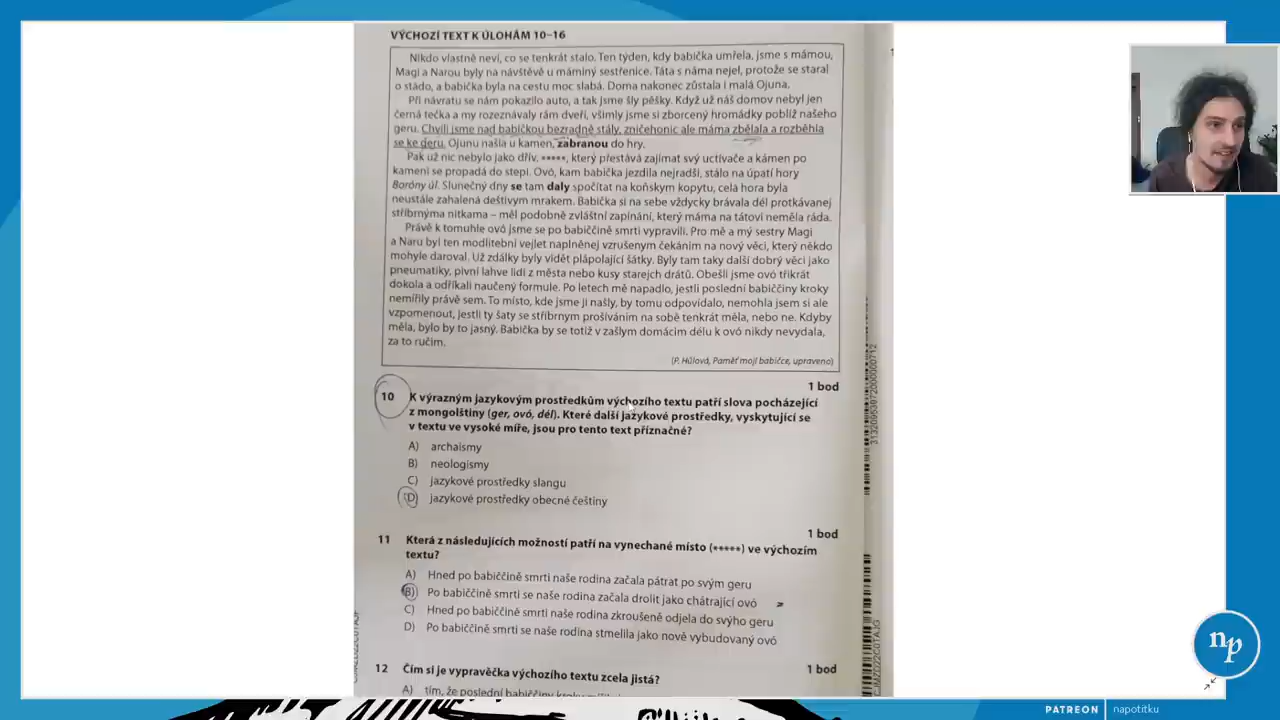 VÝCHOZÍ TEXT K ÚLOHÁM 10–16
Nikdo vlastně neví, co se tenkrát stalo. Ten týden, kdy babička umřela, jsme s mámou,
Magi a Narou byly na návštěvě u máminý sestřenice. Táta s náma nejel, protože se staral
o stádo, a babička byla na cestu moc slabá. Doma nakonec zůstala i malá Ojuna.
Při návratu se nám pokazilo auto, a tak jsme šly pěšky. Když už náš domov nebyl jen
černá tečka a my rozeznávaly rám dveří, všimly jsme si zborcený hromádky poblíž našeho
geru. Chvíli jsme nad babičkou bezradně stály, zničehonic ale máma zbělala a rozběhla
se ke geru. Ojunu našla u kamen, zabranou do hry.
Pak už nic nebylo jako dřív. *****, který přestává zajímat svý uctívače a kámen po
kameni se propadá do stepi. Ovó, kam babička jezdila nejradši, stálo na úpatí hory
Boróny úl. Slunečný dny se tam daly spočítat na koňskym kopytu, celá hora byla
neustále zahalená deštivym mrakem. Babička si na sebe vždycky brávala dél protkávanej
stříbrnýma nitkama – měl podobně zvláštní zapínání, který máma na tátovi neměla ráda.
Právě k tomuhle ovó jsme se po babiččině smrti vypravili. Pro mě a mý sestry Magi
a Naru byl ten modlitební vejlet naplněnej vzrušenym čekánim na nový věci, který někdo
mohyle daroval. Už zdálky byly vidět plápolající šátky. Byly tam taky další dobrý věci jako
pneumatiky, pivní lahve lidí z města nebo kusy starejch drátů. Obešli jsme ovó třikrát
dokola a odříkali naučený formule. Po letech mě napadlo, jestli poslední babiččiny kroky
nemířily právě sem. To místo, kde jsme ji našly, by tomu odpovídalo, nemohla jsem si ale
vzpomenout, jestli ty šaty se stříbrnym prošíváním na sobě tenkrát měla, nebo ne. Kdyby
měla, bylo by to jasný. Babička by se totiž v zašlym domácim délu k ovó nikdy nevydala,
za to ručim.
(P. Hůlová, Paměť mojí babičce, upraveno)
1 bod
10 K výrazným jazykovým prostředkům výchozího textu patří slova pocházející
z mongolštiny (ger, ovó, dél). Které další jazykové prostředky, vyskytující se
v textu ve vysoké míře, jsou pro tento text příznačné?
A) archaismy
B) neologismy
C) jazykové prostředky slangu
D) jazykové prostředky obecné češtiny
1 bod
11 Která z následujících možností patří na vynechané místo (*****) ve výchozím
textu?
A) Hned po babiččině smrti naše rodina začala pátrat po svým geru
B) Po babiččině smrti se naše rodina začala drolit jako chátrající ovó
C) Hned po babiččině smrti naše rodina zkroušeně odjela do svýho geru
D) Po babiččině smrti se naše rodina stmelila jako nově vybudovaný ovó
1 bod
12 Čím si je vypravěčka výchozího textu zcela jistá?
A) tím, že poslední babiččiny
np
PATREON napotitku